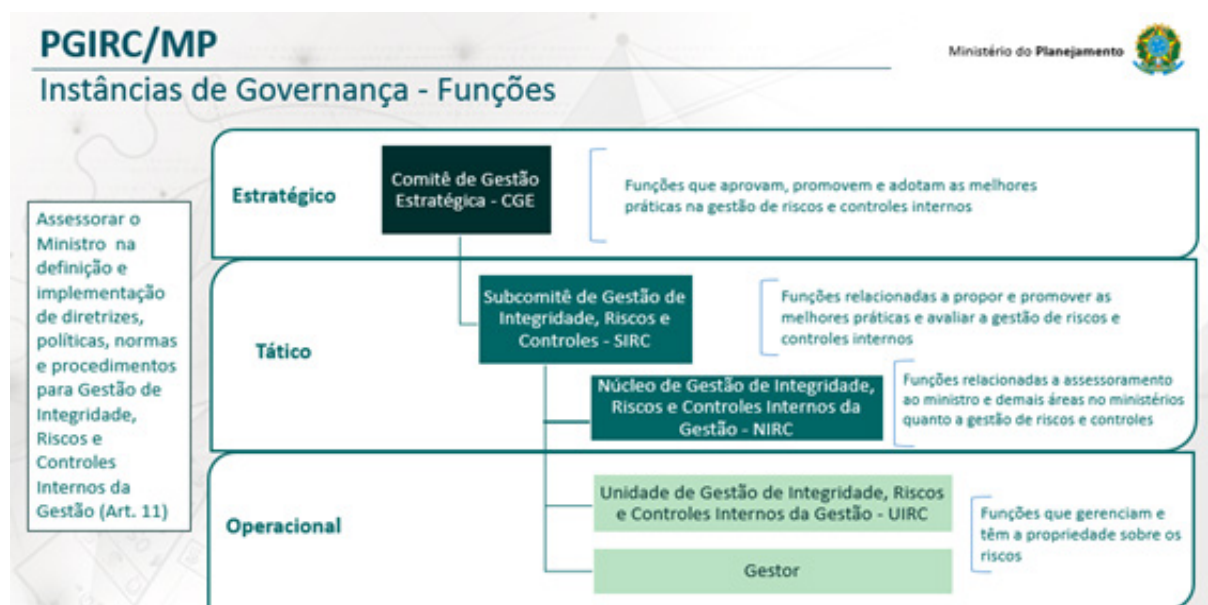 PGIRC/MP
Ministério do Planejamento
Instâncias de Governança - Funções
Assessorar o
Ministro na
definição e
implementação
de diretrizes,
políticas, normas
e procedimentos
para Gestão de
Integridade,
Riscos e
Controles
Internos da
Gestão (Art. 11)
Estratégico
Comitê de Gestão
Estratégica - CGE
Funções que aprovam, promovem e adotam as melhores
práticas na gestão de riscos e controles internos
Tático
Subcomitê de Gestão de
Integridade, Riscos e
Controles - SIRC
Funções relacionadas a propor e promover as
melhores práticas e avaliar a gestão de riscos e
controles internos
Núcleo de Gestão de Integridade,
Riscos e Controles Internos da
Gestão - NIRC
Funções relacionadas a assessoramento
ao ministro e demais áreas no ministérios
quanto a gestão de riscos e controles
Operacional
Unidade de Gestão de Integridade, Riscos
e Controles Internos da Gestão - UIRC
Gestor
Funções que gerenciam e
têm a propriedade sobre os
riscos